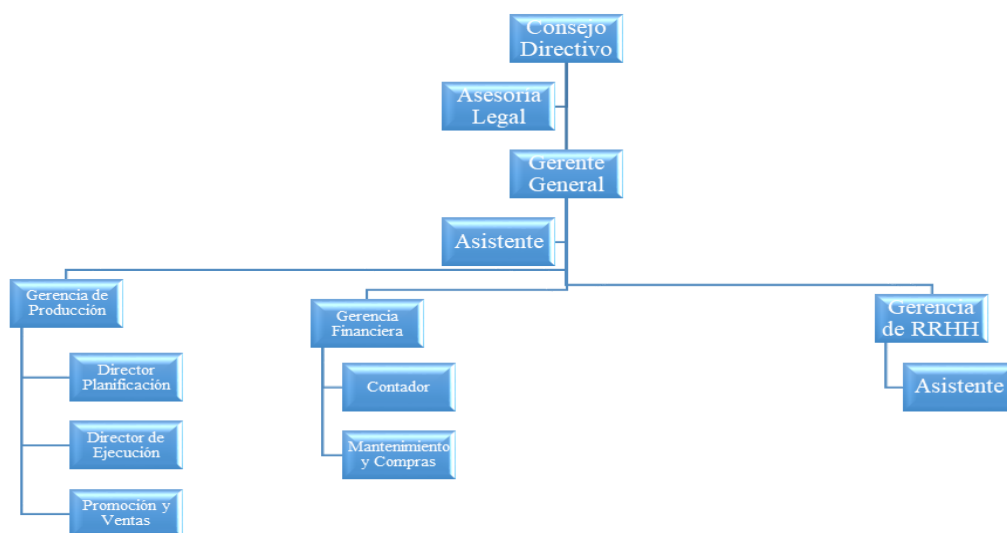 Consejo
Directivo
Asesoría
Legal
Gerente
General
Asistente
Gerencia de
Producción
Director
Planificación
Director de
Ejecución
Promoción y
Ventas
Gerencia
Financiera
Contador
Mantenimiento
y Compras
Gerencia
de RRHH
Asistente